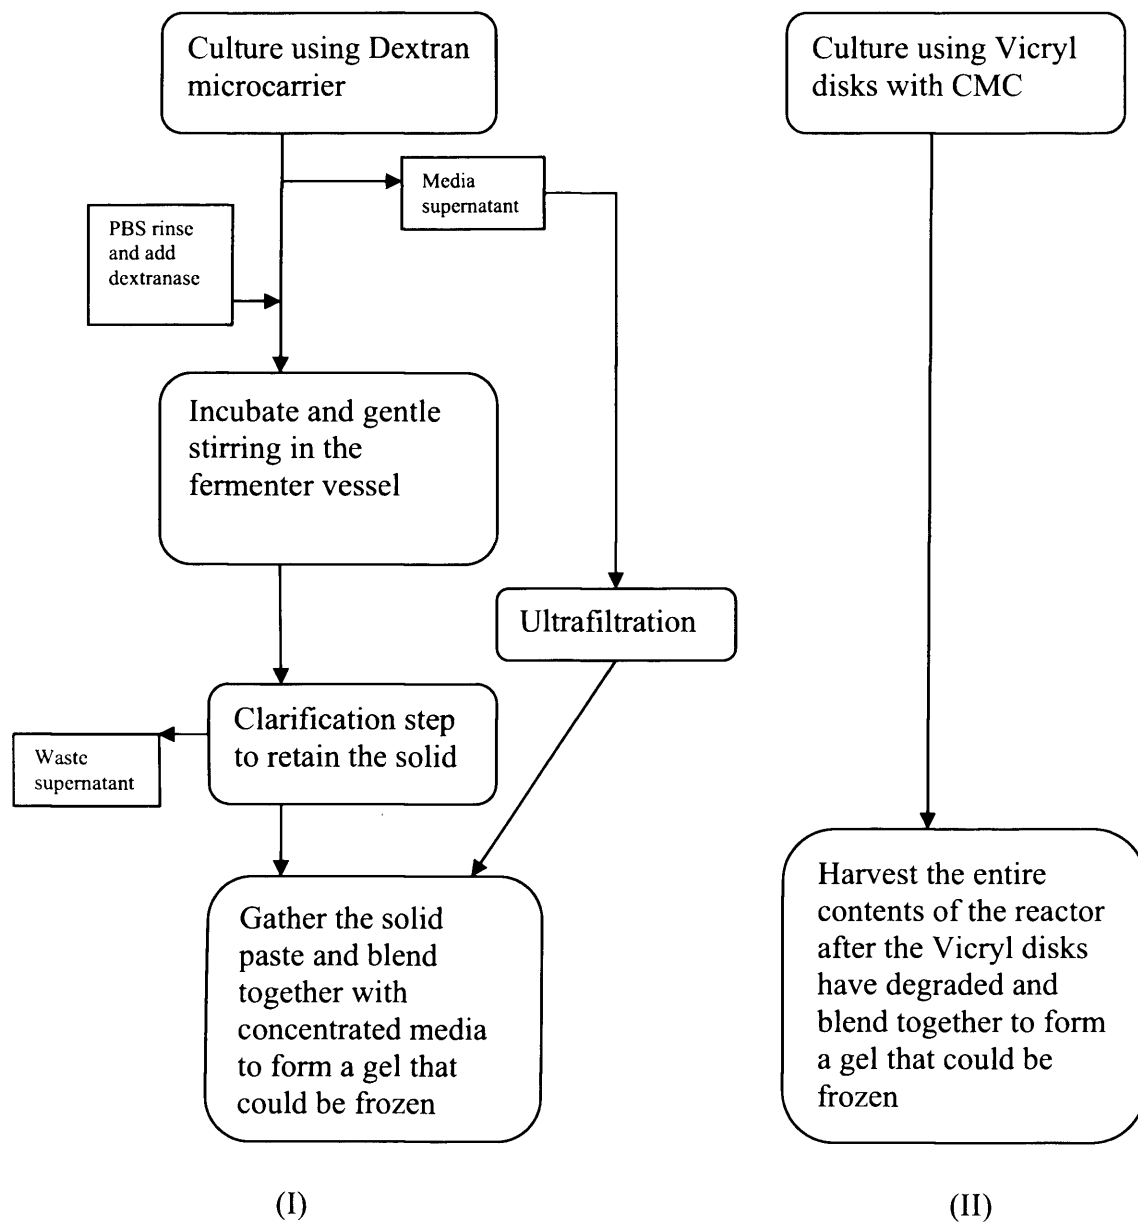 Culture using Dextran
microcarrier
Media
supernatant
PBS rinse
and add
dextranase
Incubate and gentle
stirring in the
fermenter vessel
Ultrafiltration
Clarification step
to retain the solid
Waste
supernatant
Gather the solid
paste and blend
together with
concentrated media
to form a gel that
could be frozen
(I)
Culture using Vicryl
disks with CMC
Harvest the entire
contents of the reactor
after the Vicryl disks
have degraded and
blend together to form
a gel that could be
frozen
(II)